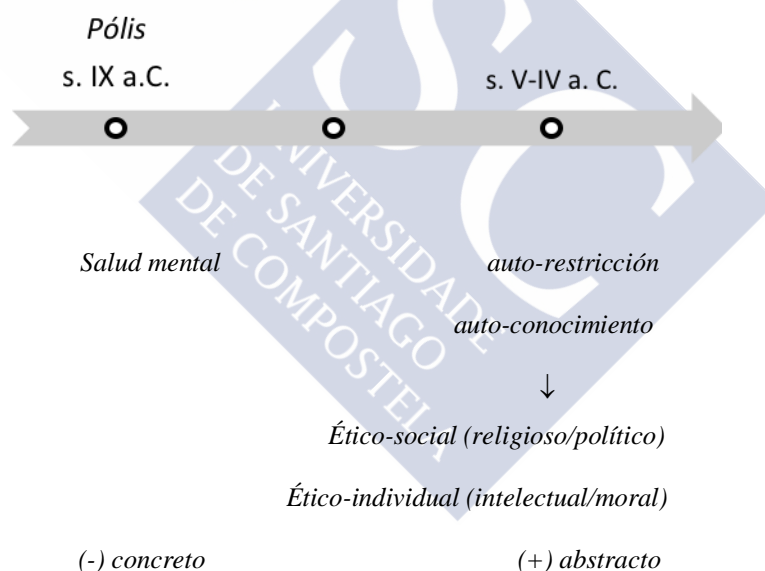 Pólis
s. IX a.C. s. V-IV a. C.
UNIVERSIDADE
DE SANTIAGO
DE COMPOSTELA
Salud mental auto-restricción
auto-conocimiento
↓
Ético-social (religioso/político)
Ético-individual (intelectual/moral)
(-) concreto (+) abstracto